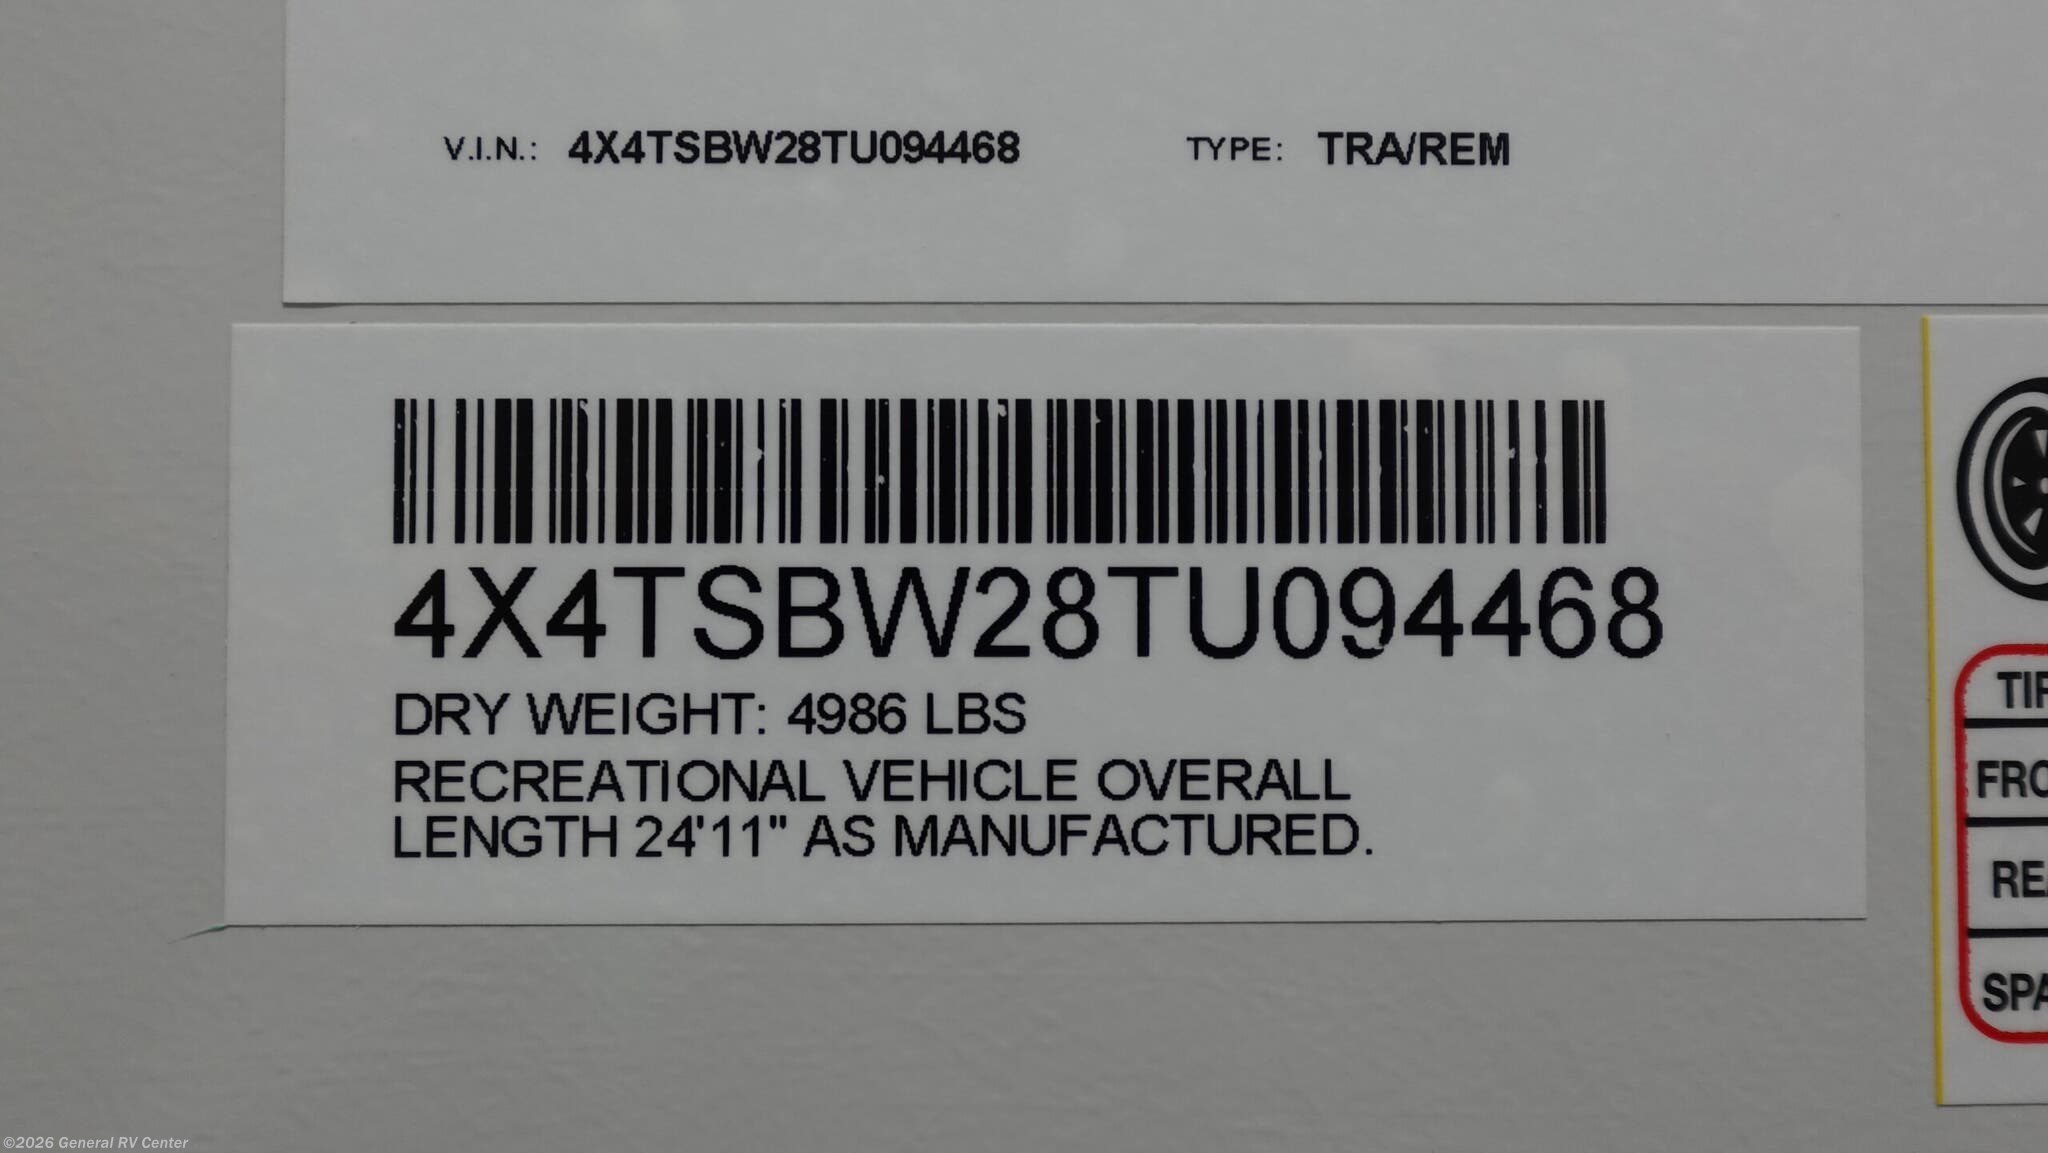 V.I.N.: 4X4TSBW28TU094468 TYPE: TRA/REM
4X4TSBW28TU094468
DRY WEIGHT: 4986 LBS
RECREATIONAL VEHICLE OVERALL
LENGTH 24'11" AS MANUFACTURED.
TIR
FRO
REA
SPA
©2026 General RV Center